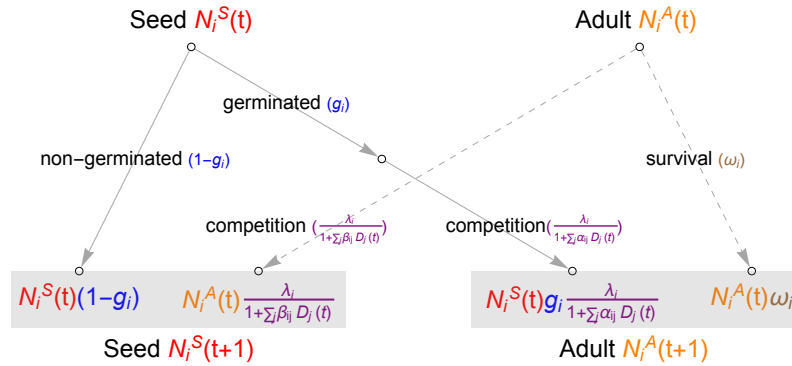 Seed N_i^S(t)
Adult N_i^A(t)
germinated (g_i)
non-germinated (1-g_i)
survival (ω_i)
competition (λ_i/(1+∑_j β_ij D_j(t)))
competition(λ_i/(1+∑_j α_ij D_j(t)))
N_i^S(t)(1-g_i)
N_i^A(t) λ_i/(1+∑_j β_ij D_j(t))
N_i^S(t)g_i λ_i/(1+∑_j α_ij D_j(t))
N_i^A(t)ω_i
Seed N_i^S(t+1)
Adult N_i^A(t+1)